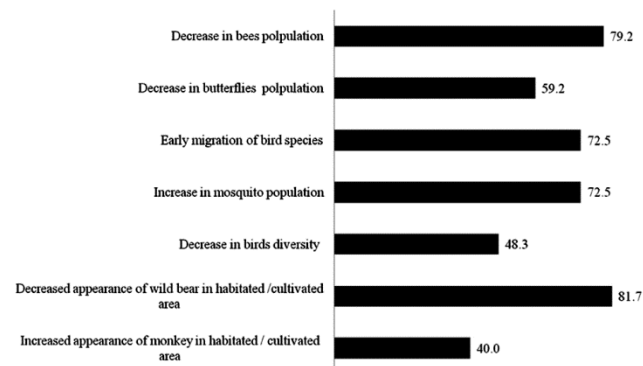 Decrease in bees polpulation
79.2
Decrease in butterflies polpulation
59.2
Early migration of bird species
72.5
Increase in mosquito population
72.5
Decrease in birds diversity
48.3
Decreased appearance of wild bear in habitated /cultivated
area
81.7
Increased appearance of monkey in habitated / cultivated
area
40.0